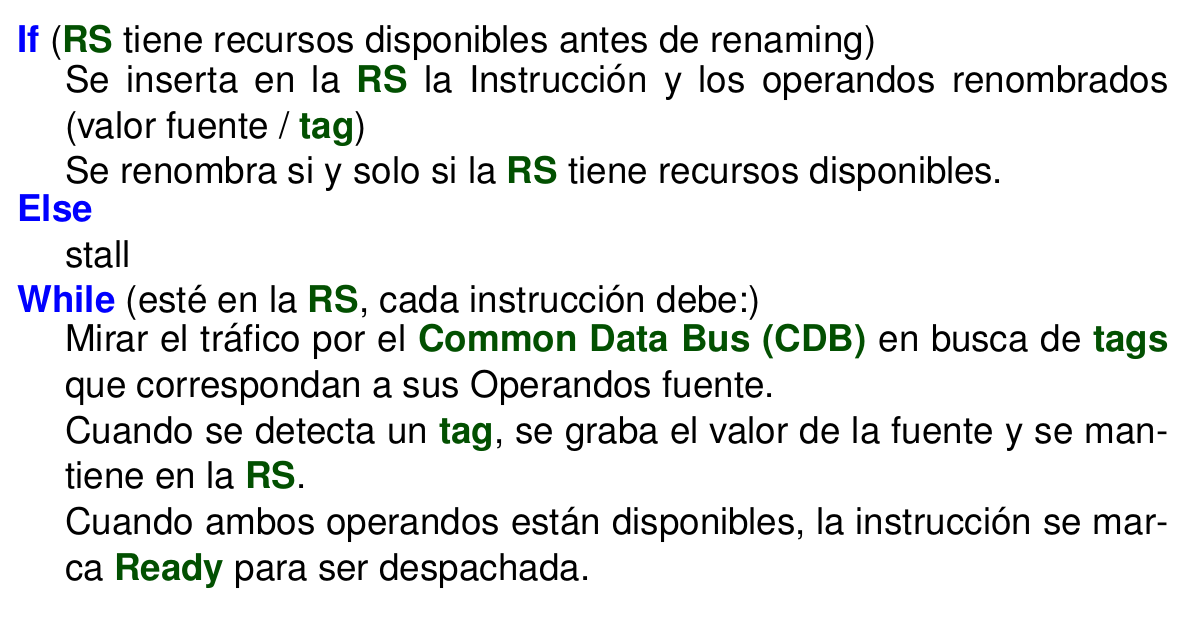 If (RS tiene recursos disponibles antes de renaming)
Se inserta en la RS la Instrucción y los operandos renombrados
(valor fuente / tag)
Se renombra si y solo si la RS tiene recursos disponibles.
Else
stall
While (esté en la RS, cada instrucción debe:)
Mirar el tráfico por el Common Data Bus (CDB) en busca de tags
que correspondan a sus Operandos fuente.
Cuando se detecta un tag, se graba el valor de la fuente y se man-
tiene en la RS.
Cuando ambos operandos están disponibles, la instrucción se mar-
ca Ready para ser despachada.